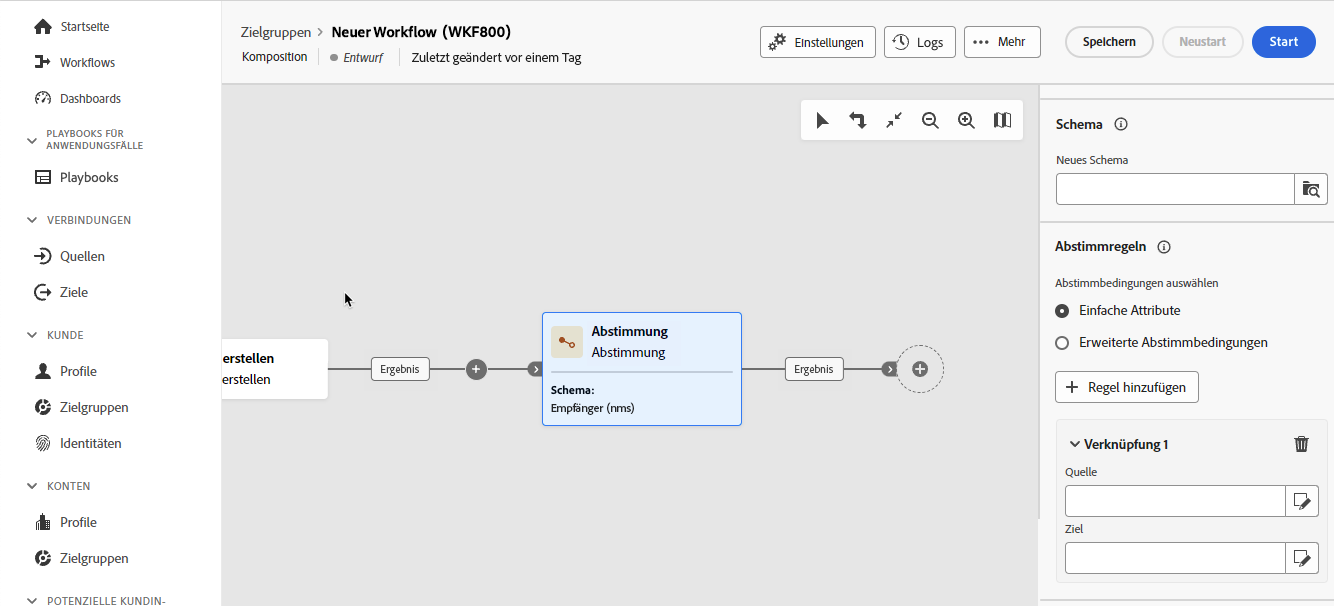 Startseite
Workflows
Dashboards
PLAYBOOKS FÜR
ANWENDUNGSFÄLLE
Playbooks
VERBINDUNGEN
Quellen
Ziele
KUNDE
Profile
Zielgruppen
Identitäten
KONTEN
Profile
Zielgruppen
POTENZIELLE KUNDIN-
Zielgruppen > Neuer Workflow (WKF800)
Komposition Entwurf Zuletzt geändert vor einem Tag
Einstellungen Logs Mehr Speichern Neustart Start
erstellen
erstellen
Ergebnis
Abstimmung
Abstimmung
Schema:
Empfänger (nms)
Ergebnis
Schema
Neues Schema
Abstimmregeln
Abstimmbedingungen auswählen
Einfache Attribute
Erweiterte Abstimmbedingungen
Regel hinzufügen
Verknüpfung 1
Quelle
Ziel